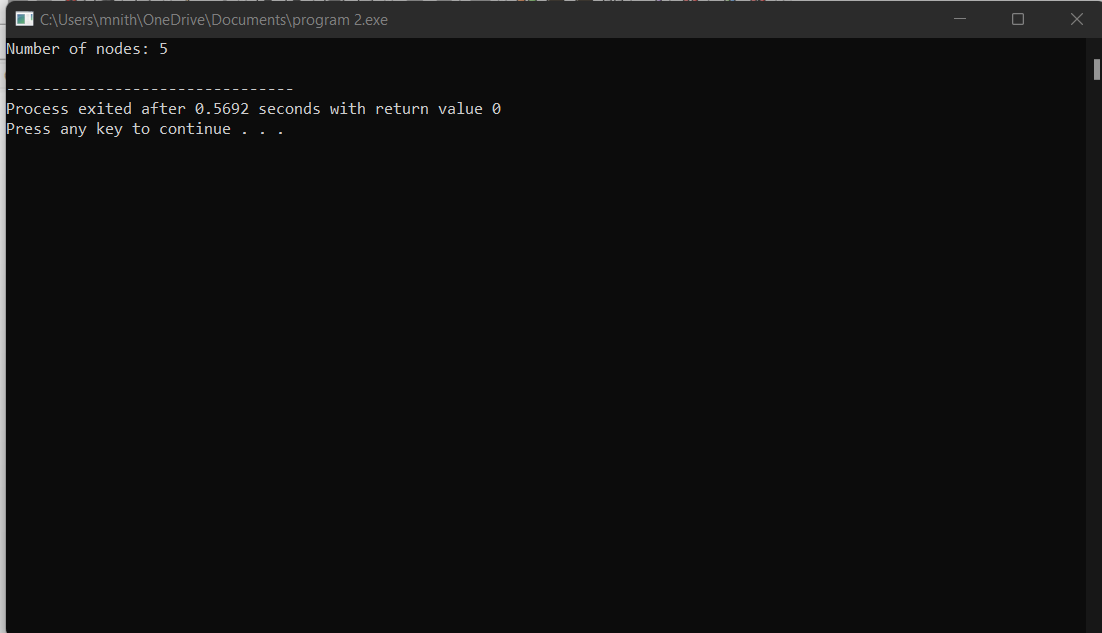 C:\Users\mnith\OneDrive\Documents\program 2.exe
Number of nodes: 5
--------------------------------
Process exited after 0.5692 seconds with return value 0
Press any key to continue . . .